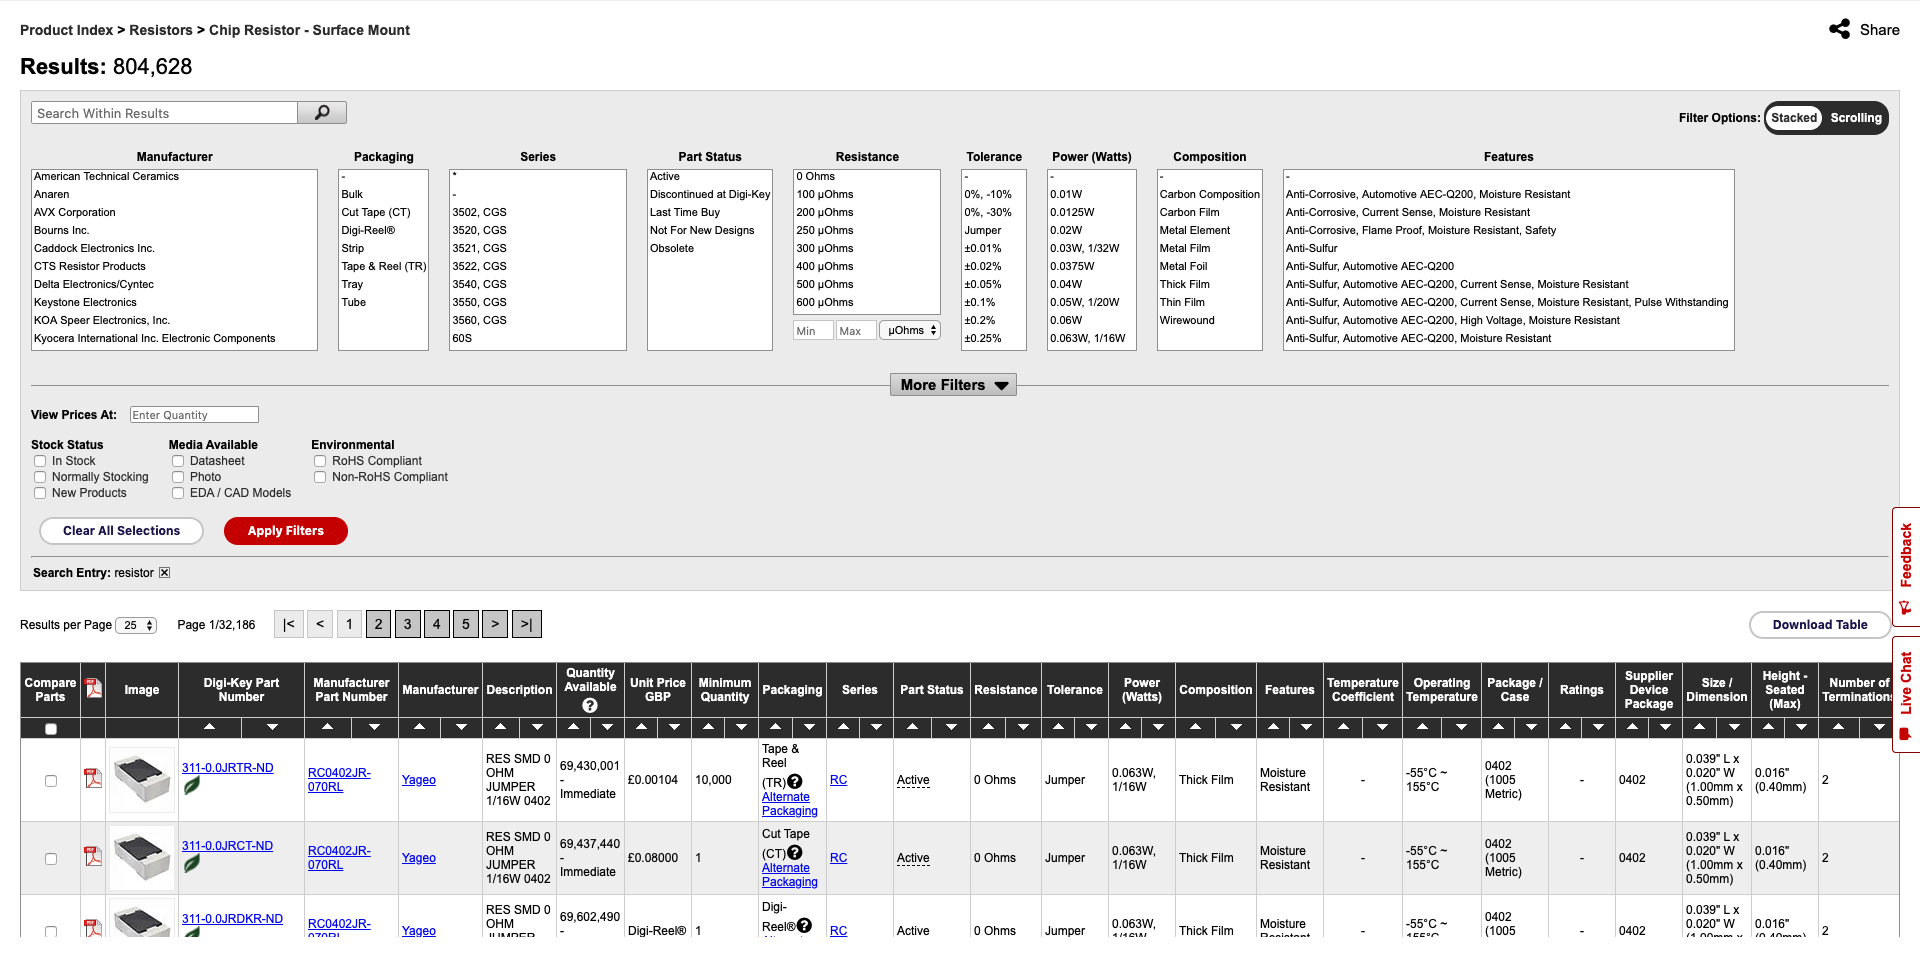 Product Index > Resistors > Chip Resistor - Surface Mount
Share
Results: 804,628
Search Within Results
Filter Options: Stacked Scrolling
Manufacturer
American Technical Ceramics
Anaren
AVX Corporation
Bourns Inc.
Caddock Electronics Inc.
CTS Resistor Products
Delta Electronics/Cyntec
Keystone Electronics
KOA Speer Electronics, Inc.
Kyocera International Inc. Electronic Components
Packaging
-
Bulk
Cut Tape (CT)
Digi-Reel®
Strip
Tape & Reel (TR)
Tray
Tube
Series
*
-
3502, CGS
3520, CGS
3521, CGS
3522, CGS
3540, CGS
3550, CGS
3560, CGS
60S
Part Status
Active
Discontinued at Digi-Key
Last Time Buy
Not For New Designs
Obsolete
Resistance
0 Ohms
100 µOhms
200 µOhms
250 µOhms
300 µOhms
400 µOhms
500 µOhms
600 µOhms
Min Max µOhms
Tolerance
-
0%, -10%
0%, -30%
Jumper
±0.01%
±0.02%
±0.05%
±0.1%
±0.2%
±0.25%
Power (Watts)
-
0.01W
0.0125W
0.02W
0.03W, 1/32W
0.0375W
0.04W
0.05W, 1/20W
0.06W
0.063W, 1/16W
Composition
-
Carbon Composition
Carbon Film
Metal Element
Metal Film
Metal Foil
Thick Film
Thin Film
Wirewound
Features
-
Anti-Corrosive, Automotive AEC-Q200, Moisture Resistant
Anti-Corrosive, Current Sense, Moisture Resistant
Anti-Corrosive, Flame Proof, Moisture Resistant, Safety
Anti-Sulfur
Anti-Sulfur, Automotive AEC-Q200
Anti-Sulfur, Automotive AEC-Q200, Current Sense, Moisture Resistant
Anti-Sulfur, Automotive AEC-Q200, Current Sense, Moisture Resistant, Pulse Withstanding
Anti-Sulfur, Automotive AEC-Q200, High Voltage, Moisture Resistant
Anti-Sulfur, Automotive AEC-Q200, Moisture Resistant
More Filters
View Prices At: Enter Quantity
Stock Status
In Stock
Normally Stocking
New Products
Media Available
Datasheet
Photo
EDA / CAD Models
Environmental
RoHS Compliant
Non-RoHS Compliant
Clear All Selections
Apply Filters
Search Entry: resistor
Feedback
Live Chat
Results per Page 25 Page 1/32,186 |< < 1 2 3 4 5 > >|
Download Table
Compare Parts
Image
Digi-Key Part Number
Manufacturer Part Number
Manufacturer
Description
Quantity Available ?
Unit Price GBP
Minimum Quantity
Packaging
Series
Part Status
Resistance
Tolerance
Power (Watts)
Composition
Features
Temperature Coefficient
Operating Temperature
Package / Case
Ratings
Supplier Device Package
Size / Dimension
Height - Seated (Max)
Number of Terminations
PDF
311-0.0JRTR-ND
RC0402JR-
070RL
Yageo
RES SMD 0
OHM
JUMPER
1/16W 0402
69,430,001
-
Immediate
£0.00104
10,000
Tape &
Reel
(TR)?
Alternate
Packaging
RC
Active
0 Ohms
Jumper
0.063W,
1/16W
Thick Film
Moisture
Resistant
-
-55°C ~
155°C
0402
(1005
Metric)
-
0402
0.039" L x
0.020" W
(1.00mm x
0.50mm)
0.016"
(0.40mm)
2
PDF
311-0.0JRCT-ND
RC0402JR-
070RL
Yageo
RES SMD 0
OHM
JUMPER
1/16W 0402
69,437,440
-
Immediate
£0.08000
1
Cut Tape
(CT)?
Alternate
Packaging
RC
Active
0 Ohms
Jumper
0.063W,
1/16W
Thick Film
Moisture
Resistant
-
-55°C ~
155°C
0402
(1005
Metric)
-
0402
0.039" L x
0.020" W
(1.00mm x
0.50mm)
0.016"
(0.40mm)
2
PDF
311-0.0JRDKR-ND
RC0402JR-
070RL
Yageo
RES SMD 0
OHM
JUMPER
69,602,490
-
Digi-Reel®
1
Digi-
Reel®?
RC
Active
0 Ohms
Jumper
0.063W,
1/16W
Thick Film
Moisture
Resistant
-
-55°C ~
155°C
0402
(1005
-
0402
0.039" L x
0.020" W
(1.00mm x
0.016"
(0.40mm)
2